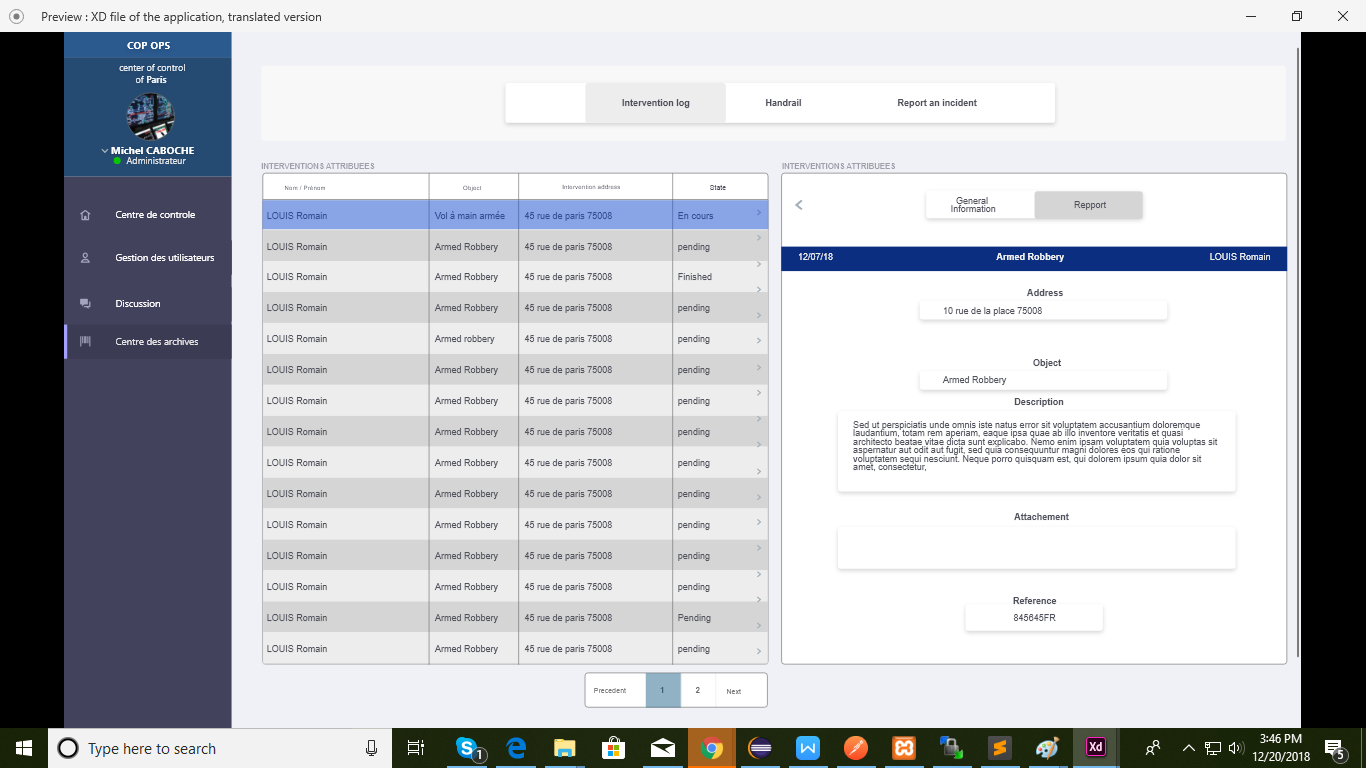 Preview : XD file of the application, translated version
COP OPS
center of control
of Paris
Michel CABOCHE
Administrateur
Centre de controle
Gestion des utilisateurs
Discussion
Centre des archives
Intervention log Handrail Report an incident
INTERVENTIONS ATTRIBUEES
Nom / Prénom Object Intervention address State
LOUIS Romain Vol à main armée 45 rue de paris 75008 En cours
LOUIS Romain Armed Robbery 45 rue de paris 75008 pending
LOUIS Romain Armed Robbery 45 rue de paris 75008 Finished
LOUIS Romain Armed Robbery 45 rue de paris 75008 pending
LOUIS Romain Armed robbery 45 rue de paris 75008 pending
LOUIS Romain Armed Robbery 45 rue de paris 75008 pending
LOUIS Romain Armed Robbery 45 rue de paris 75008 pending
LOUIS Romain Armed Robbery 45 rue de paris 75008 pending
LOUIS Romain Armed Robbery 45 rue de paris 75008 pending
LOUIS Romain Armed Robbery 45 rue de paris 75008 pending
LOUIS Romain Armed Robbery 45 rue de paris 75008 pending
LOUIS Romain Armed Robbery 45 rue de paris 75008 pending
LOUIS Romain Armed Robbery 45 rue de paris 75008 pending
LOUIS Romain Armed Robbery 45 rue de paris 75008 Pending
LOUIS Romain Armed Robbery 45 rue de paris 75008 pending
Precedent 1 2 Next
INTERVENTIONS ATTRIBUEES
General
Information
Repport
12/07/18 Armed Robbery LOUIS Romain
Address
10 rue de la place 75008
Object
Armed Robbery
Description
Sed ut perspiciatis unde omnis iste natus error sit voluptatem accusantium doloremque
laudantium, totam rem aperiam, eaque ipsa quae ab illo inventore veritatis et quasi
architecto beatae vitae dicta sunt explicabo. Nemo enim ipsam voluptatem quia voluptas sit
aspernatur aut odit aut fugit, sed quia consequuntur magni dolores eos qui ratione
voluptatem sequi nesciunt. Neque porro quisquam est, qui dolorem ipsum quia dolor sit
amet, consectetur,
Attachement
Reference
845645FR
Type here to search
1
Xd
3:46 PM
12/20/2018
5